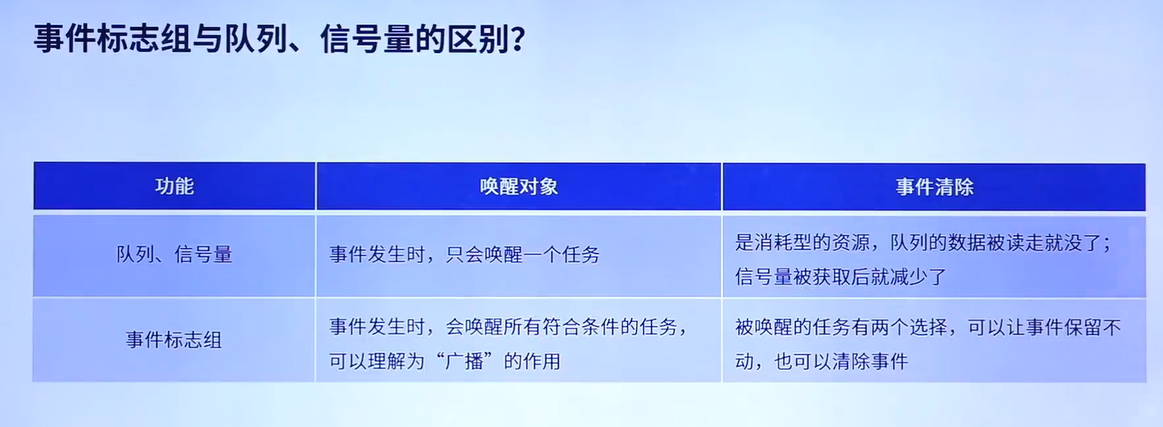 事件标志组与队列、信号量的区别？
功能
唤醒对象
事件清除
队列、信号量
事件发生时，只会唤醒一个任务
是消耗型的资源，队列的数据被读走就没了；
信号量被获取后就减少了
事件标志组
事件发生时，会唤醒所有符合条件的任务，
可以理解为“广播”的作用
被唤醒的任务有两个选择，可以让事件保留不
动，也可以清除事件